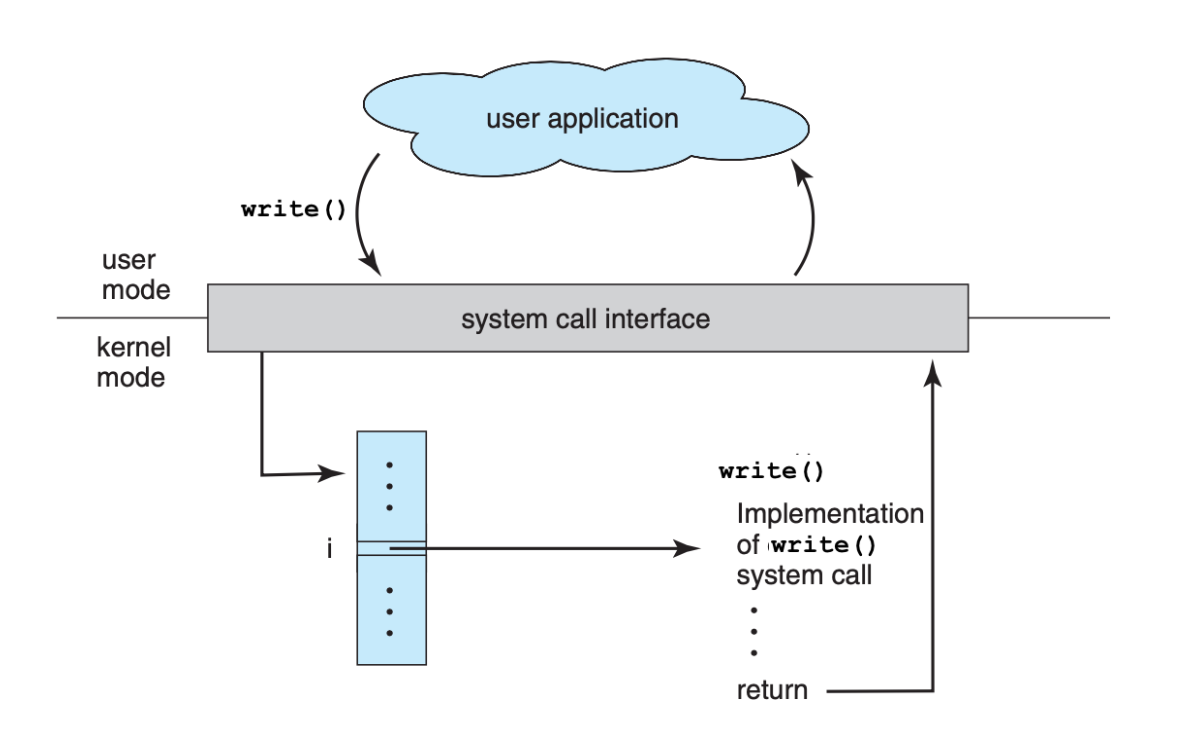 user application
write()
user
mode
system call interface
kernel
mode
write()
i
Implementation
of write()
system call
return